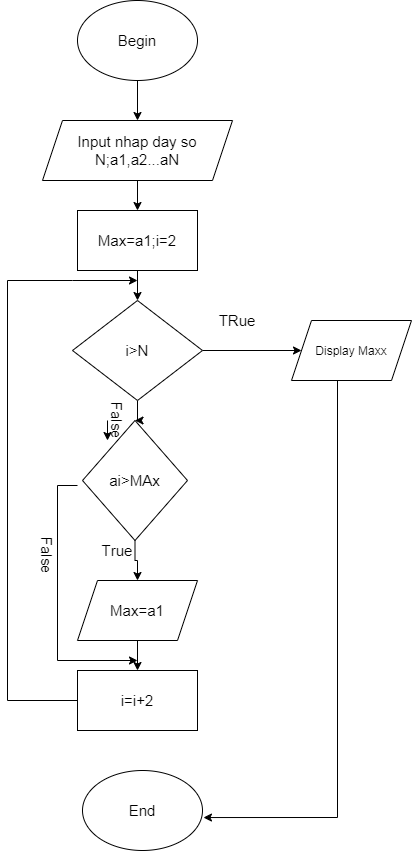 Begin
Input nhap day so
N;a1,a2...aN
Max=a1;i=2
i>N
TRue
Display Maxx
False
ai>MAx
True
False
Max=a1
i=i+2
End